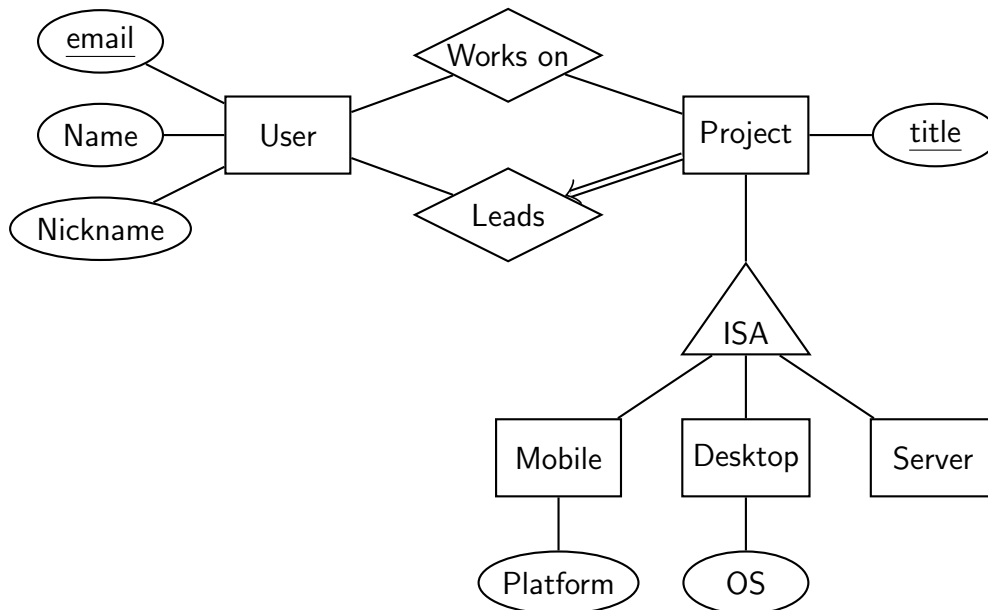 email
Works on
Name
User
Project
title
Leads
Nickname
ISA
Mobile
Desktop
Server
Platform
OS